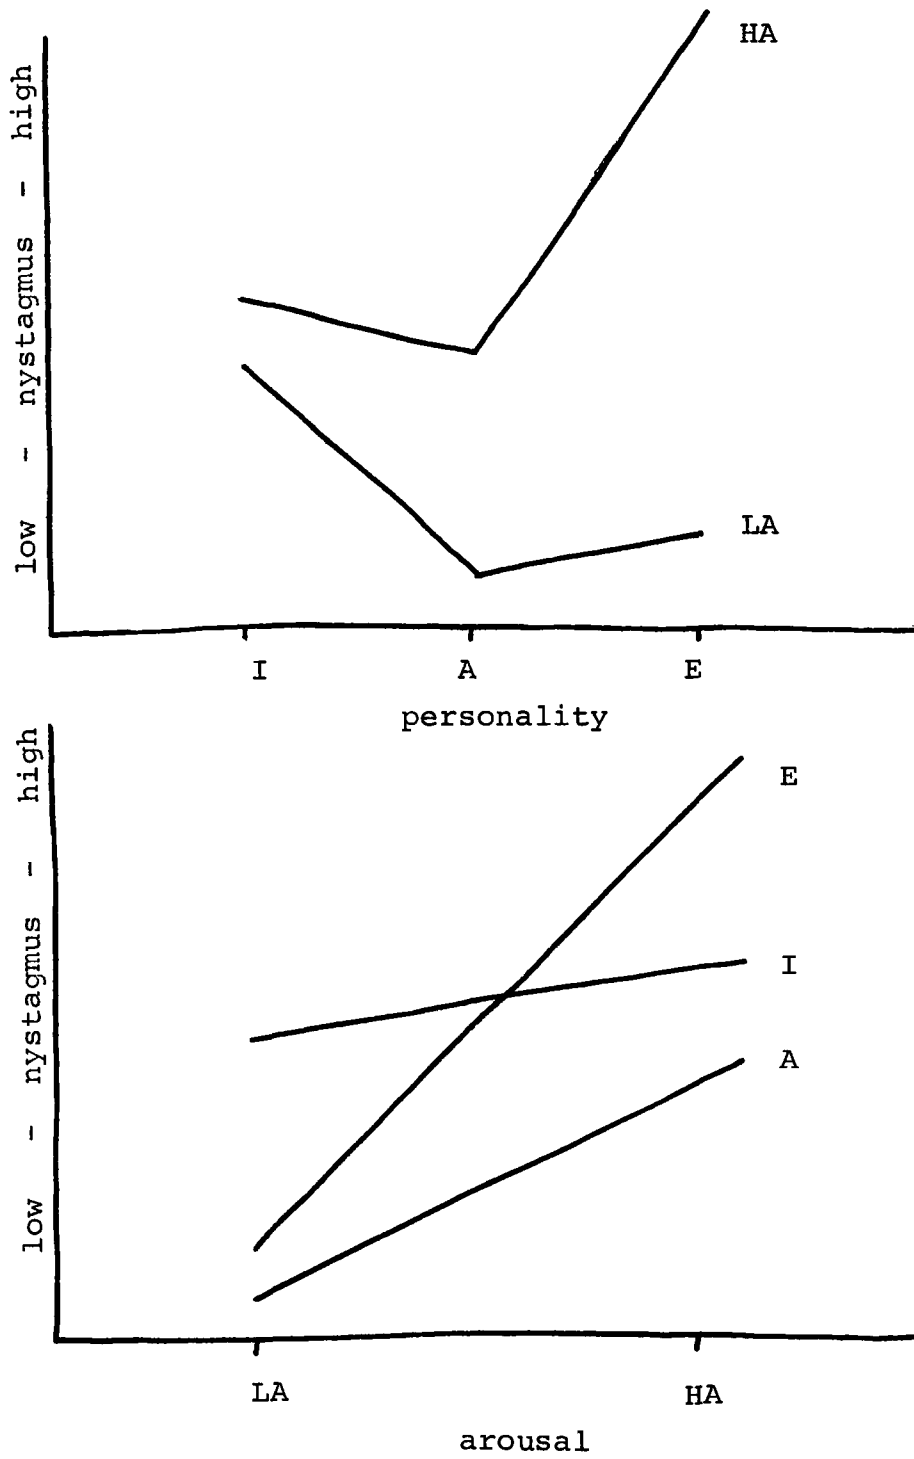 HA
low - nystagmus - high
LA
I A E
personality
low - nystagmus - high
E
I
A
LA HA
arousal